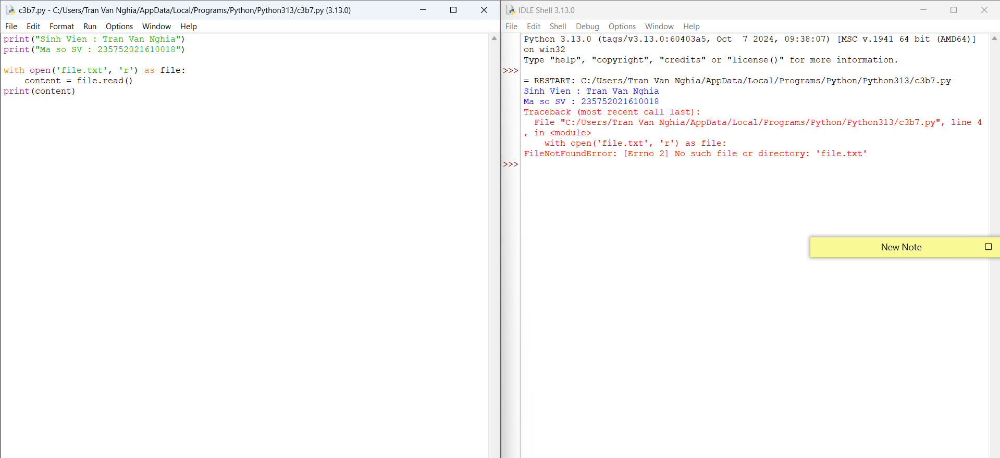 c3b7.py - C:/Users/Tran Van Nghia/AppData/Local/Programs/Python/Python313/c3b7.py (3.13.0)
File Edit Format Run Options Window Help
print("Sinh Vien : Tran Van Nghia")
print("Ma so SV : 235752021610018")

with open('file.txt', 'r') as file:
    content = file.read()
print(content)
IDLE Shell 3.13.0
File Edit Shell Debug Options Window Help
Python 3.13.0 (tags/v3.13.0:60403a5, Oct  7 2024, 09:38:07) [MSC v.1941 64 bit (AMD64)]
on win32
Type "help", "copyright", "credits" or "license()" for more information.
>>>
= RESTART: C:/Users/Tran Van Nghia/AppData/Local/Programs/Python/Python313/c3b7.py
Sinh Vien : Tran Van Nghia
Ma so SV : 235752021610018
Traceback (most recent call last):
  File "C:/Users/Tran Van Nghia/AppData/Local/Programs/Python/Python313/c3b7.py", line 4
, in <module>
    with open('file.txt', 'r') as file:
FileNotFoundError: [Errno 2] No such file or directory: 'file.txt'
>>>
New Note